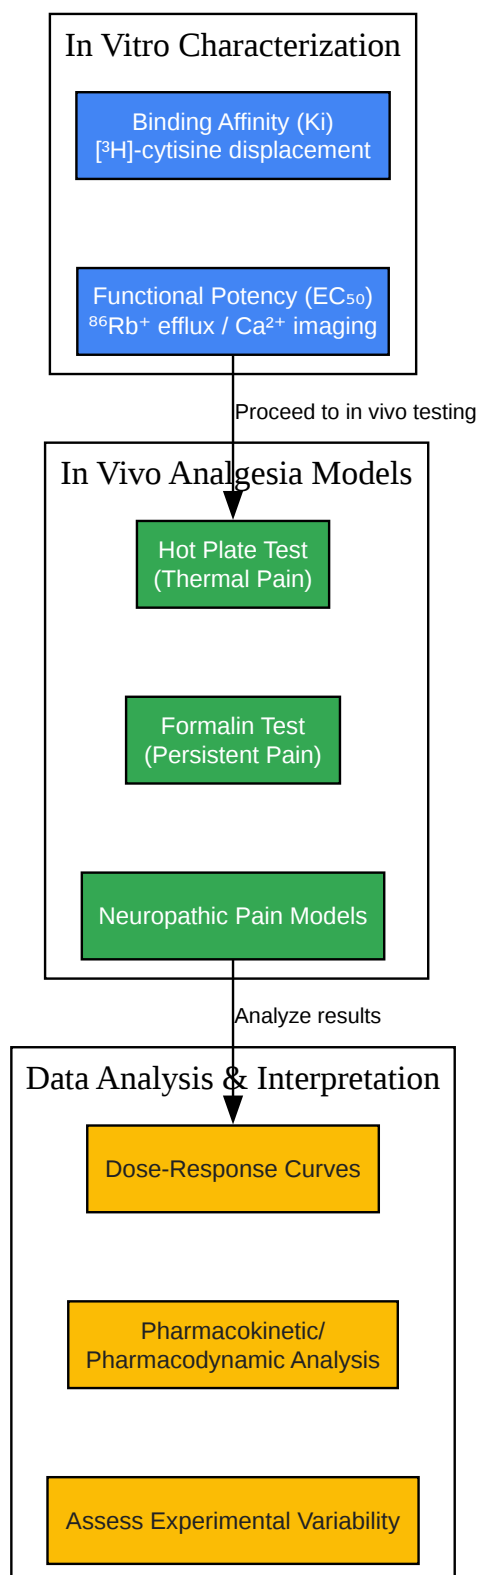 In Vitro Characterization
Binding Affinity (Ki)
[³H]-cytisine displacement
Functional Potency (EC₅₀)
⁸⁶Rb⁺ efflux / Ca²⁺ imaging
Proceed to in vivo testing
In Vivo Analgesia Models
Hot Plate Test
(Thermal Pain)
Formalin Test
(Persistent Pain)
Neuropathic Pain Models
Analyze results
Data Analysis & Interpretation
Dose-Response Curves
Pharmacokinetic/
Pharmacodynamic Analysis
Assess Experimental Variability